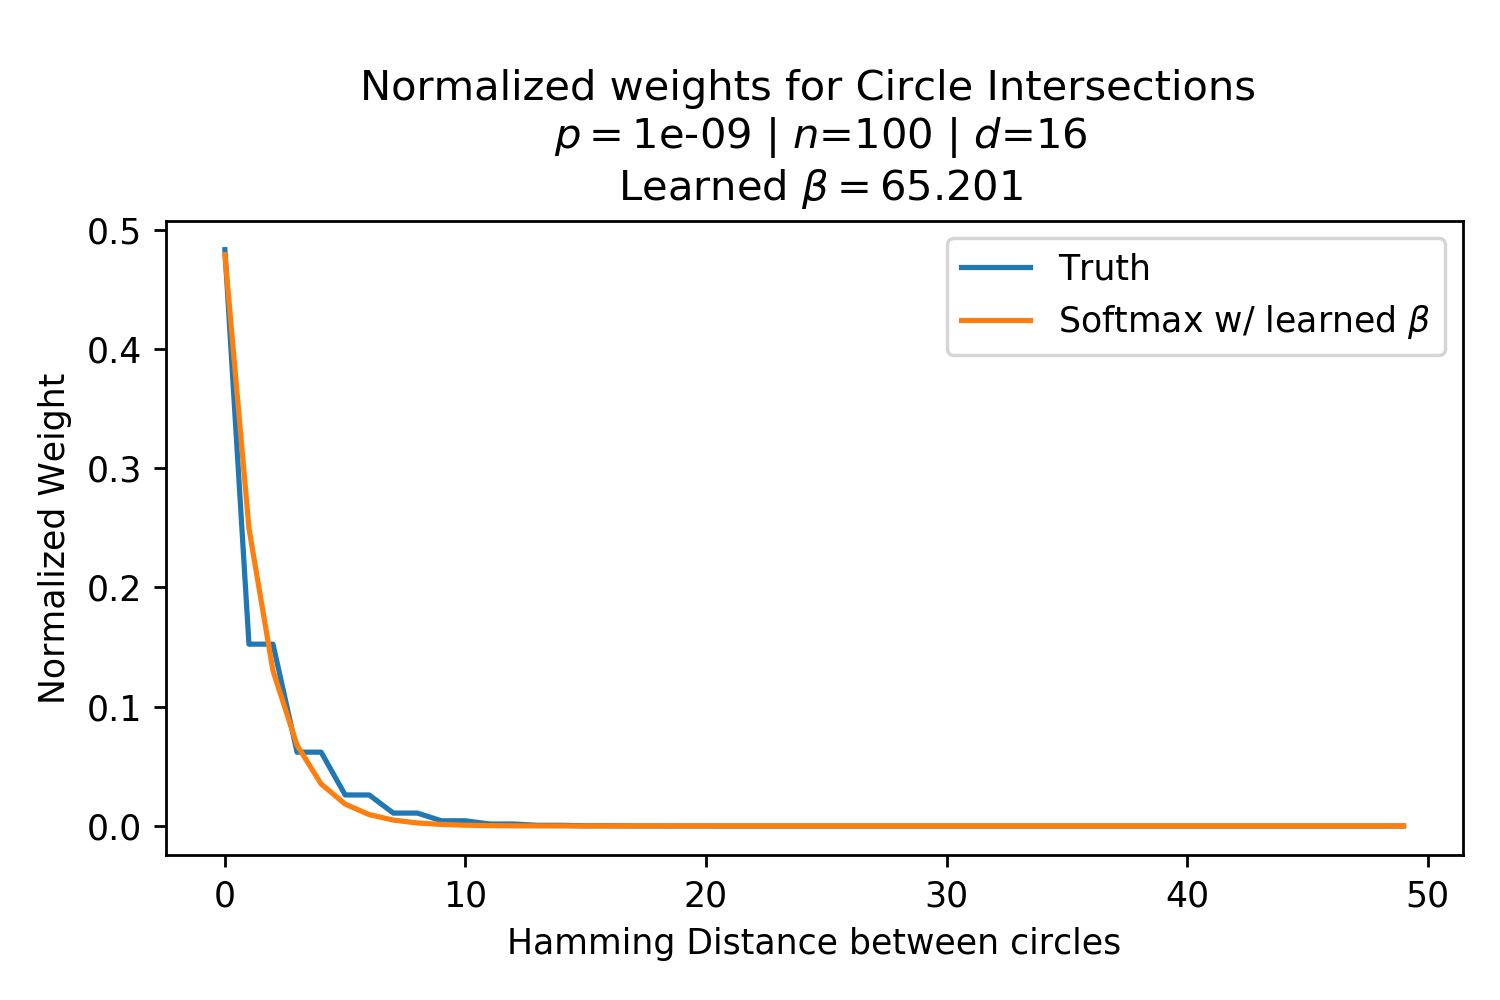 Normalized weights for Circle Intersections
p = 1e-09 | n=100 | d=16
Learned β = 65.201
0.5
0.4
0.3
0.2
0.1
0.0
Normalized Weight
Truth
Softmax w/ learned β
0 10 20 30 40 50
Hamming Distance between circles